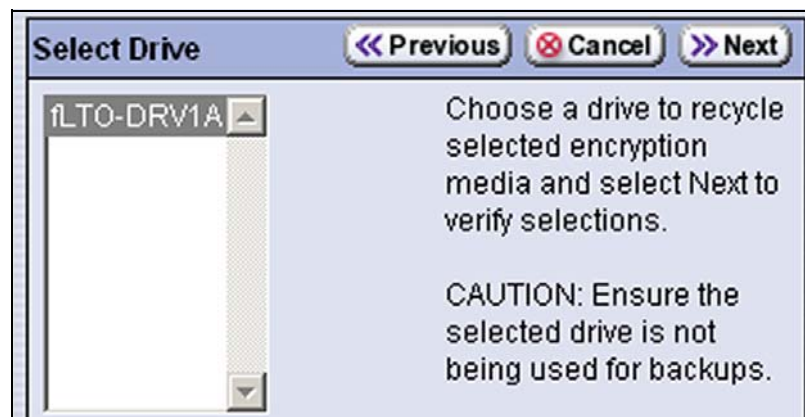 Select Drive
Previous
Cancel
Next
fLTO-DRV1A
Choose a drive to recycle
selected encryption
media and select Next to
verify selections.
CAUTION: Ensure the
selected drive is not
being used for backups.